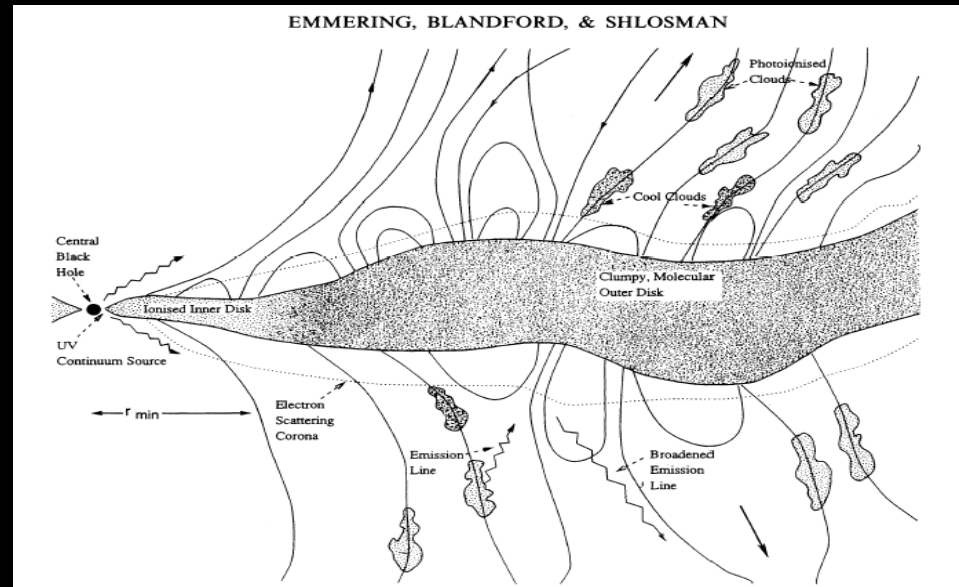 EMMERING, BLANDFORD, & SHLOSMAN
Photoionised
Clouds
Cool Clouds
Central
Black
Hole
Clumpy, Molecular
Outer Disk
Ionised Inner Disk
UV
Continuum Source
r min
Electron
Scattering
Corona
Emission
Line
Broadened
Emission
Line